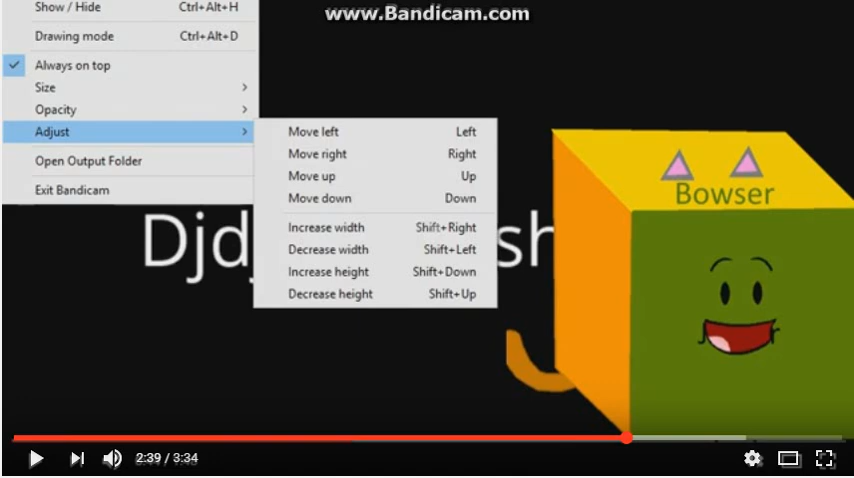 www.Bandicam.com
Show / Hide Ctrl+Alt+H
Drawing mode Ctrl+Alt+D
Always on top
Size
Opacity
Adjust
Open Output Folder
Exit Bandicam
Move left Left
Move right Right
Move up Up
Move down Down
Increase width Shift+Right
Decrease width Shift+Left
Increase height Shift+Down
Decrease height Shift+Up
Bowser
2:39 / 3:34